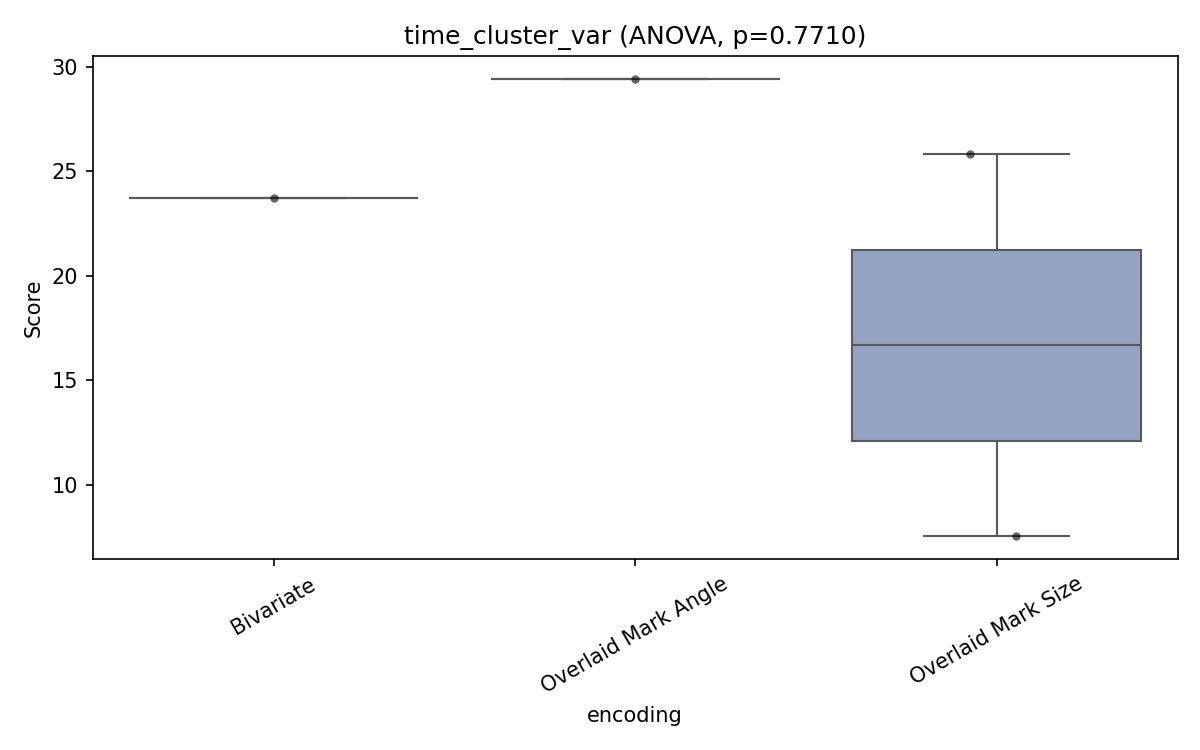 time_cluster_var (ANOVA, p=0.7710)
30
25
20
15
10
Score
Bivariate
Overlaid Mark Angle
Overlaid Mark Size
encoding